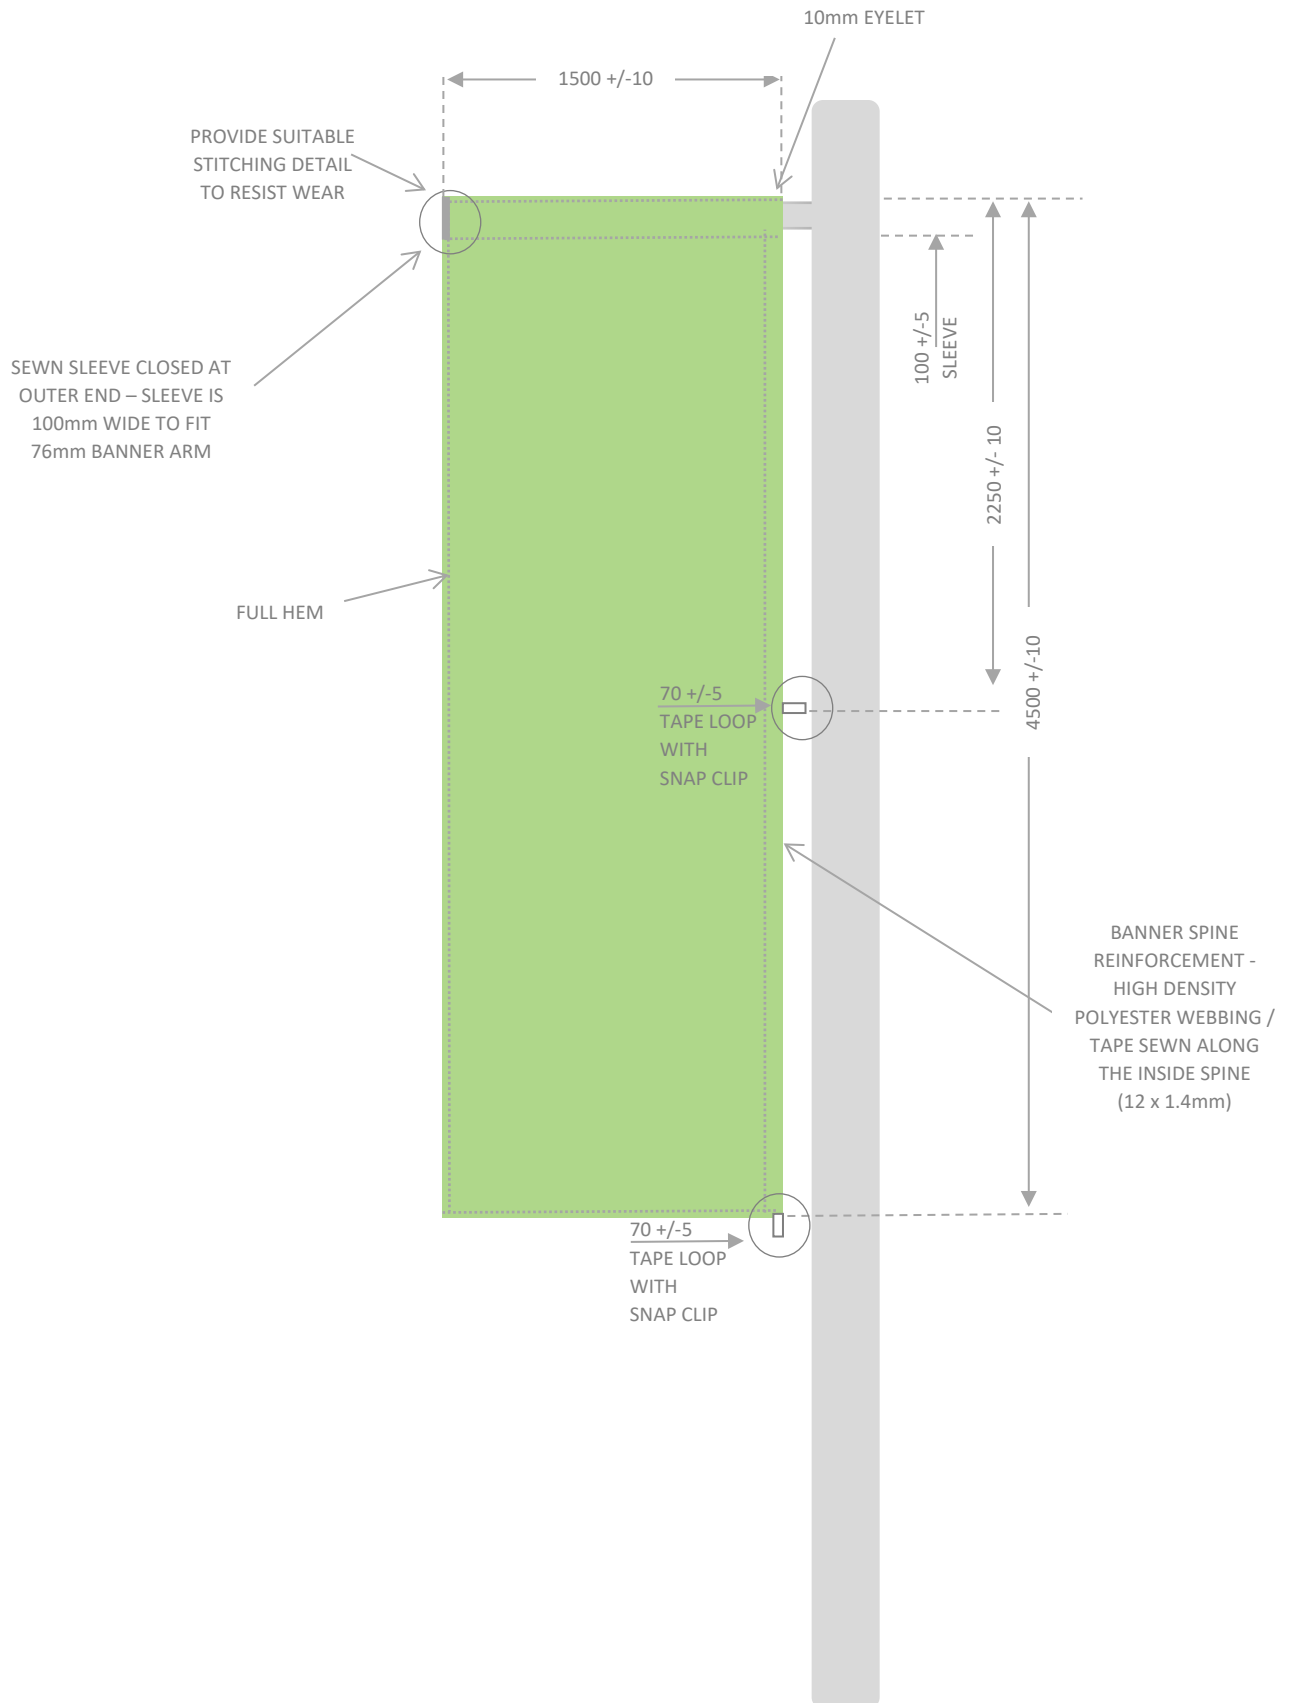 10mm EYELET
1500 +/-10
PROVIDE SUITABLE
STITCHING DETAIL
TO RESIST WEAR
SEWN SLEEVE CLOSED AT
OUTER END – SLEEVE IS
100mm WIDE TO FIT
76mm BANNER ARM
100 +/-5
SLEEVE
2250 +/- 10
4500 +/-10
FULL HEM
70 +/-5
TAPE LOOP
WITH
SNAP CLIP
BANNER SPINE
REINFORCEMENT -
HIGH DENSITY
POLYESTER WEBBING /
TAPE SEWN ALONG
THE INSIDE SPINE
(12 x 1.4mm)
70 +/-5
TAPE LOOP
WITH
SNAP CLIP